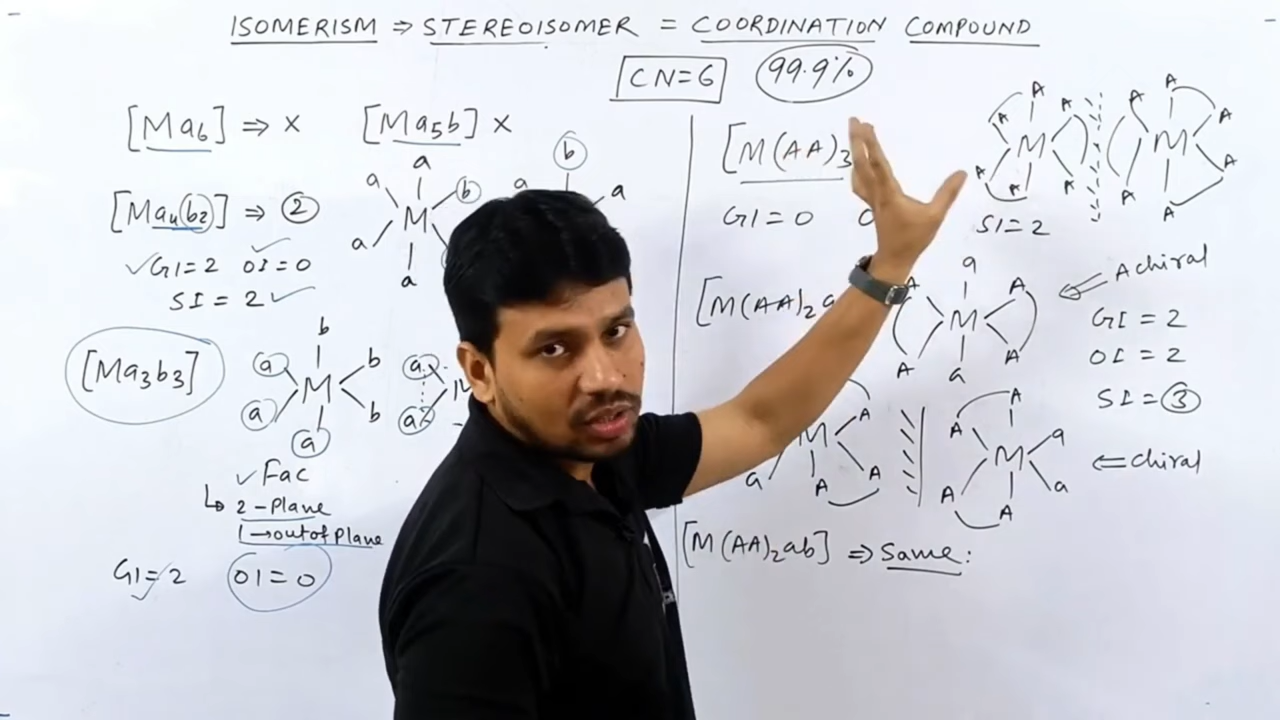 ISOMERISM ⇒ STEREOISOMER = COORDINATION COMPOUND
CN=6 99.9%
[Ma6] ⇒ × [Ma5b] ×
a a b M a a
b a
[Ma4b2] ⇒ 2
GI=2 OI=0
SI=2
[Ma3b3]
b a b M a b a
a a M
Fac
2-Plane
1→out of Plane
GI=2 OI=0
[M(AA)3
GI=0 O
A A A M A A A
A A M A A A A
SI=2
[M(AA)2a
a A A M A A a
Achiral
GI=2
OI=2
SI=3
A M a A A
A A a M A A a
chiral
[M(AA)2ab] ⇒ Same: